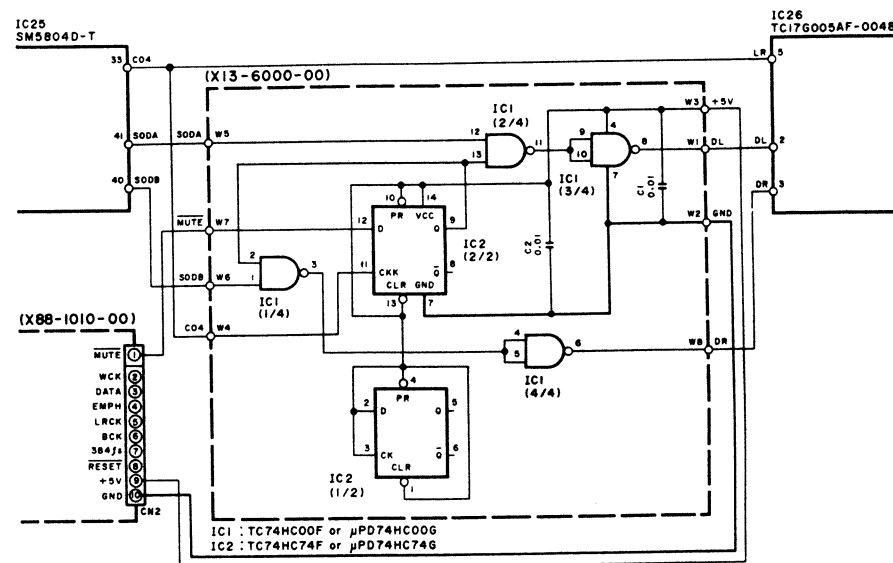 IC25
SM5804D-T
IC26
TC17G005AF-0048
33 CO4
LR 5
(X13-6000-00)
W3 +5V
IC1
(2/4)
41 SODA SODA W5
12
13
11
9
10
4
8
7
W1 DL DL 2
IC1
(3/4)
C1
0.01
40 SODB
DR 3
10
PR
14
VCC
MUTE W7
12 D
Q 9
IC2
(2/2)
C2
0.01
W2 GND
2
1
3
11 CKK
Q 8
CLR
GND
13
7
SODB W6
IC1
(1/4)
(X88-1010-00)
CO4 W4
4
5
6
W8 DR
IC1
(4/4)
MUTE 1
WCK 2
DATA 3
EMPH 4
LRCK 5
BCK 6
384fs 7
RESET 8
+5V 9
GND 10
CN2
4
PR
2 D
Q 5
3 CK
Q 6
CLR
1
IC2
(1/2)
IC1 : TC74HC00F or μPD74HC00G
IC2 : TC74HC74F or μPD74HC74G